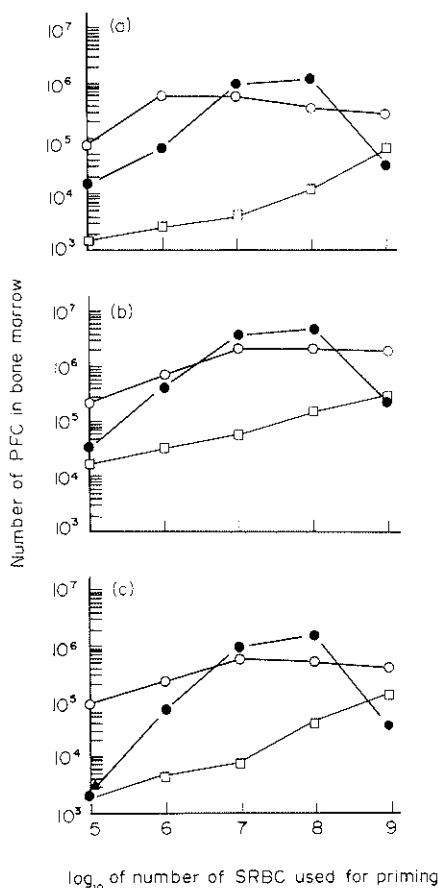 10⁷ (a)
10⁶
10⁵
10⁴
10³
10⁷ (b)
10⁶
10⁵
10⁴
10³
10⁷ (c)
10⁶
10⁵
10⁴
10³
5 6 7 8 9
Number of PFC in bone marrow
log₁₀ of number of SRBC used for priming